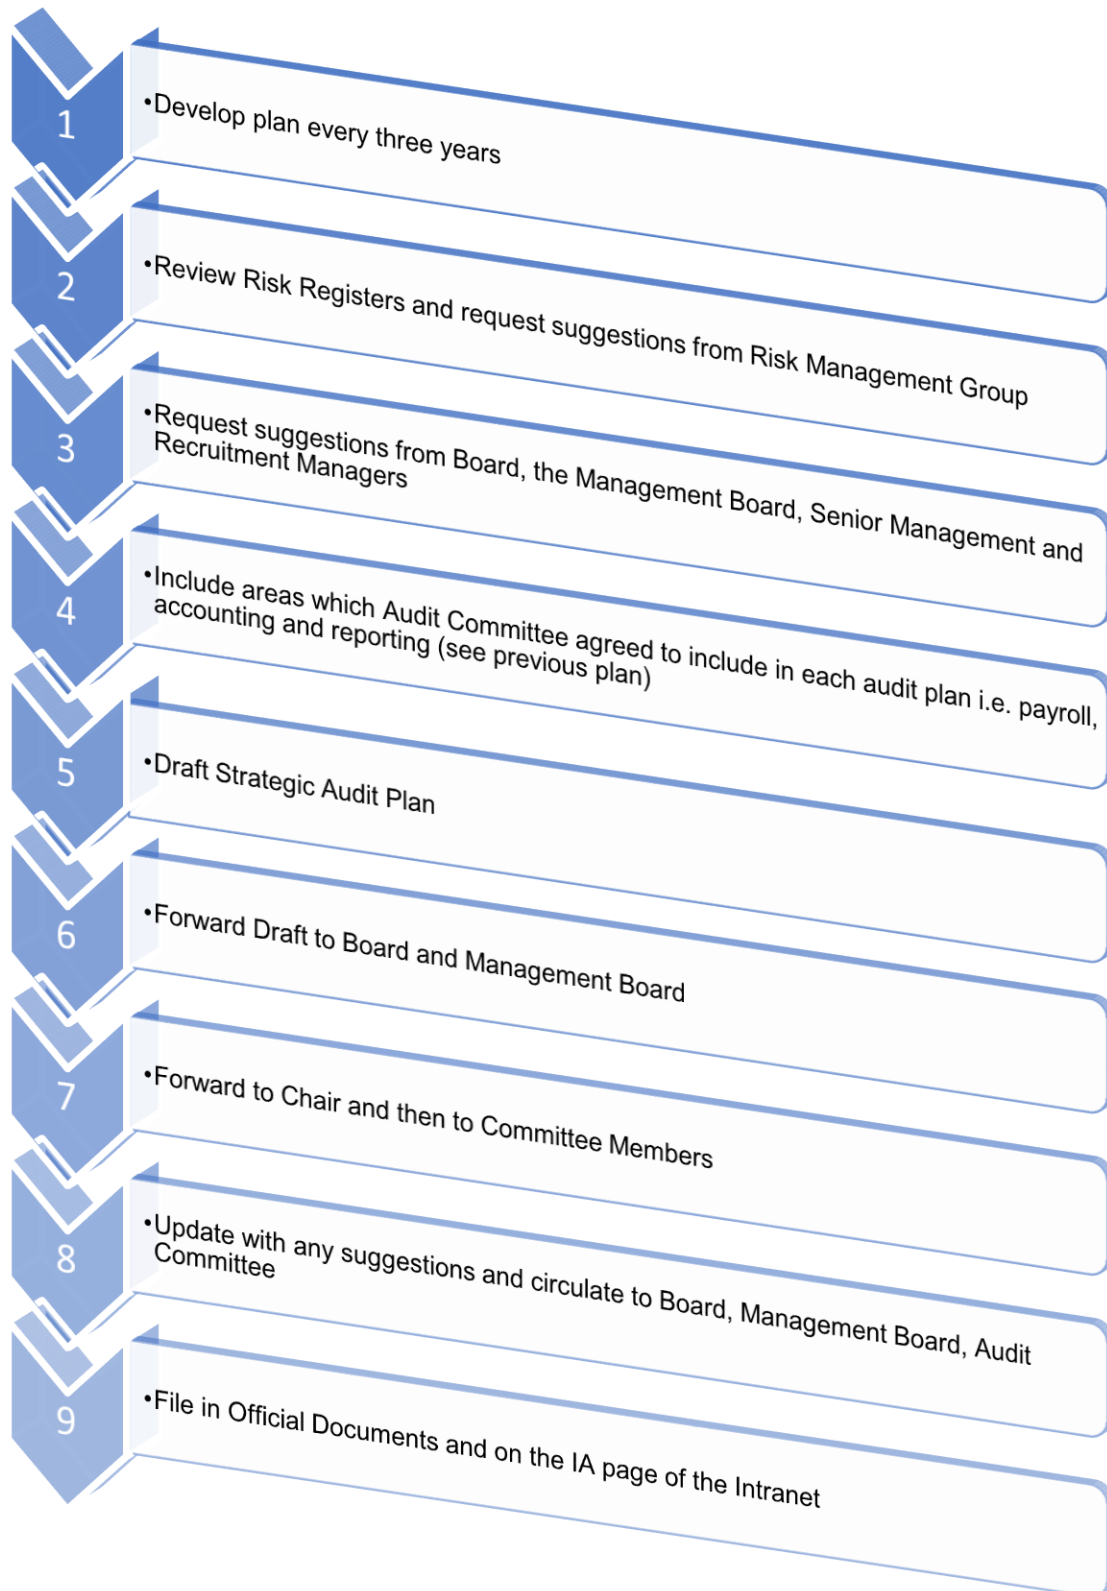 1
•Develop plan every three years
2
•Review Risk Registers and request suggestions from Risk Management Group
3
•Request suggestions from Board, the Management Board, Senior Management and
Recruitment Managers
4
•Include areas which Audit Committee agreed to include in each audit plan i.e. payroll,
accounting and reporting (see previous plan)
5
•Draft Strategic Audit Plan
6
•Forward Draft to Board and Management Board
7
•Forward to Chair and then to Committee Members
8
•Update with any suggestions and circulate to Board, Management Board, Audit
Committee
9
•File in Official Documents and on the IA page of the Intranet